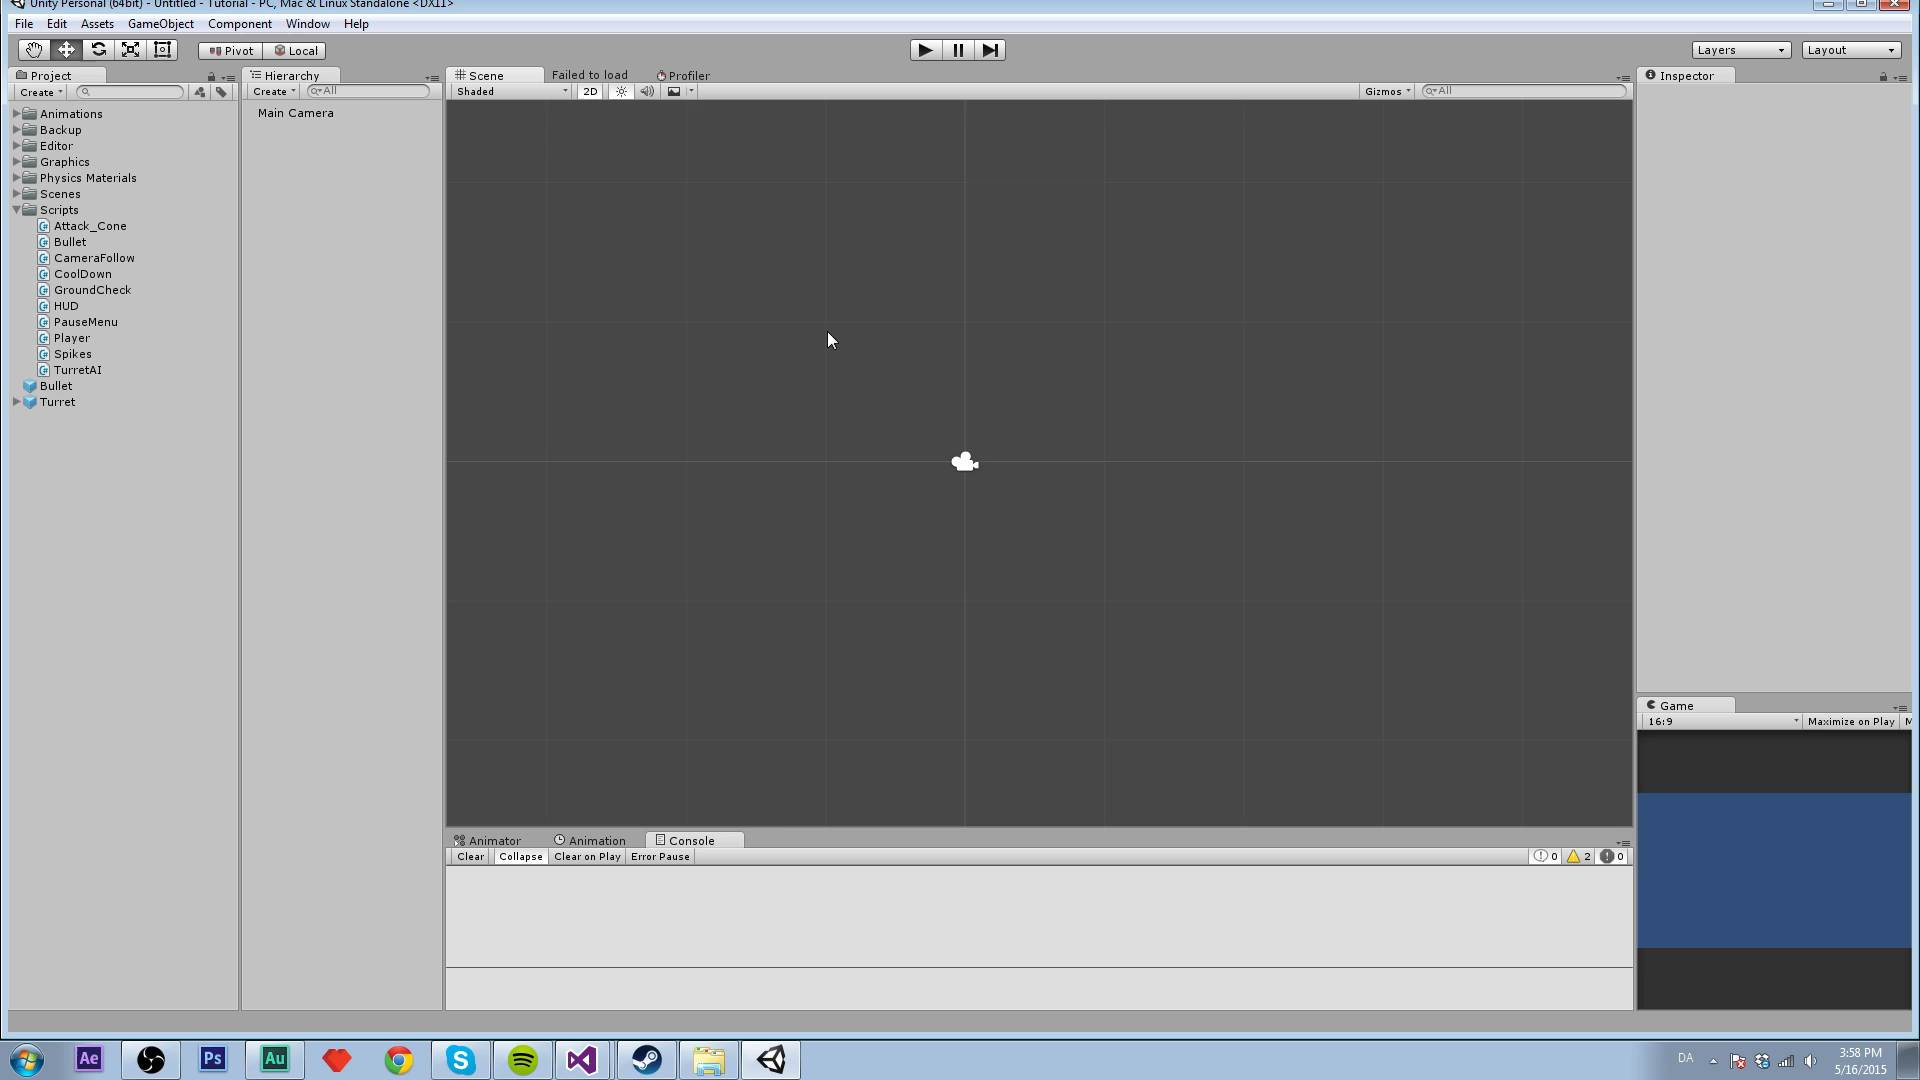 Unity Personal (64bit) - Untitled - Tutorial - PC, Mac & Linux Standalone <DX11>
File Edit Assets GameObject Component Window Help
Pivot Local
Layers Layout
Project
Create
Animations
Backup
Editor
Graphics
Physics Materials
Scenes
Scripts
Attack_Cone
Bullet
CameraFollow
CoolDown
GroundCheck
HUD
PauseMenu
Player
Spikes
TurretAI
Bullet
Turret
Hierarchy
Create All
Main Camera
Scene Failed to load Profiler
Shaded 2D Gizmos All
Inspector
Game
16:9 Maximize on Play M
Animator Animation Console
Clear Collapse Clear on Play Error Pause 0 2 0
Ae Ps Au
DA
3:58 PM
5/16/2015